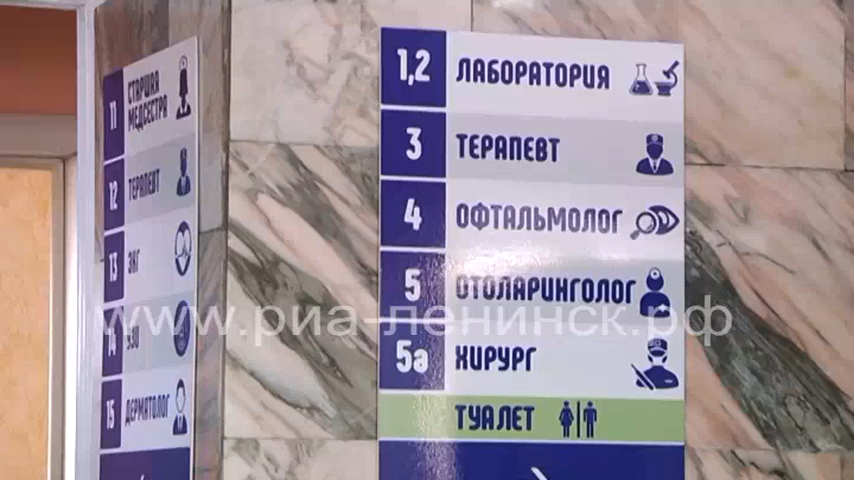 11 СТАРШАЯ
МЕДСЕСТРА
12 ТЕРАПЕВТ
13 ЭКГ
14 УЗИ
15 ДЕРМАТОЛОГ
1,2 ЛАБОРАТОРИЯ
3 ТЕРАПЕВТ
4 ОФТАЛЬМОЛОГ
5 ОТОЛАРИНГОЛОГ
5а ХИРУРГ
ТУАЛЕТ
www.риа-ленинск.рф